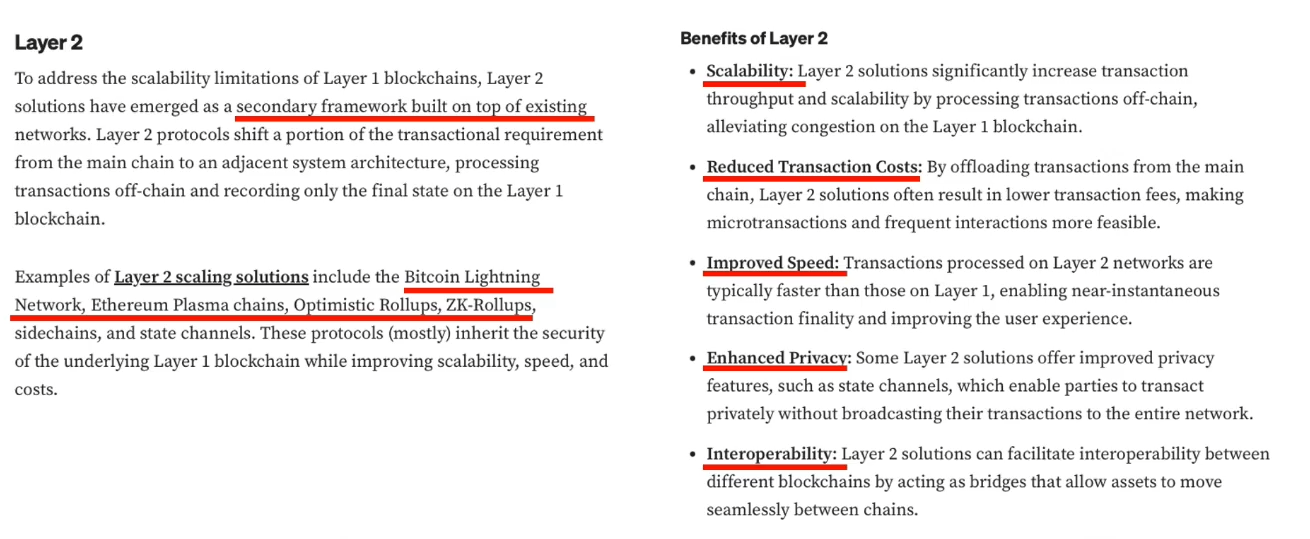 Layer 2
To address the scalability limitations of Layer 1 blockchains, Layer 2
solutions have emerged as a secondary framework built on top of existing
networks. Layer 2 protocols shift a portion of the transactional requirement
from the main chain to an adjacent system architecture, processing
transactions off-chain and recording only the final state on the Layer 1
blockchain.
Examples of Layer 2 scaling solutions include the Bitcoin Lightning
Network, Ethereum Plasma chains, Optimistic Rollups, ZK-Rollups,
sidechains, and state channels. These protocols (mostly) inherit the security
of the underlying Layer 1 blockchain while improving scalability, speed, and
costs.
Benefits of Layer 2
• Scalability: Layer 2 solutions significantly increase transaction
throughput and scalability by processing transactions off-chain,
alleviating congestion on the Layer 1 blockchain.
• Reduced Transaction Costs: By offloading transactions from the main
chain, Layer 2 solutions often result in lower transaction fees, making
microtransactions and frequent interactions more feasible.
• Improved Speed: Transactions processed on Layer 2 networks are
typically faster than those on Layer 1, enabling near-instantaneous
transaction finality and improving the user experience.
• Enhanced Privacy: Some Layer 2 solutions offer improved privacy
features, such as state channels, which enable parties to transact
privately without broadcasting their transactions to the entire network.
• Interoperability: Layer 2 solutions can facilitate interoperability between
different blockchains by acting as bridges that allow assets to move
seamlessly between chains.